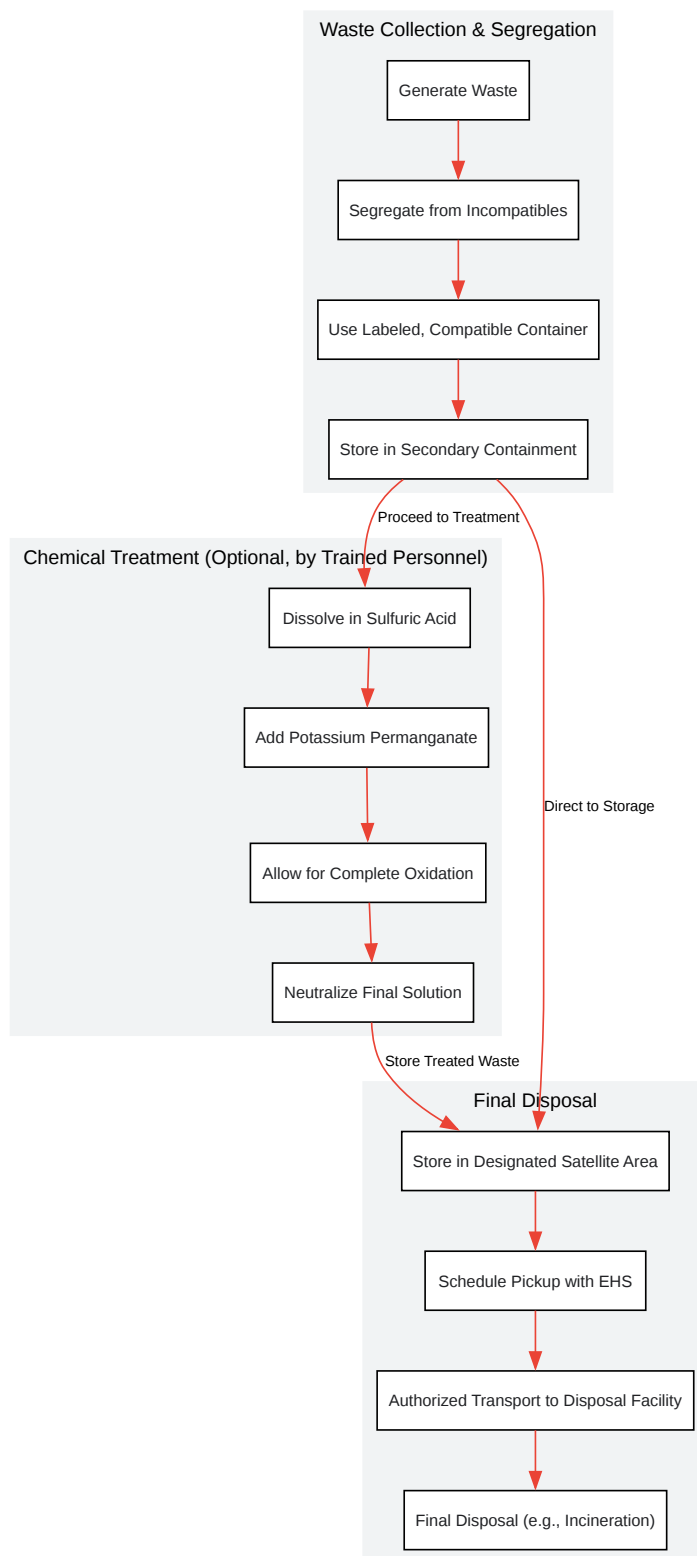 Waste Collection & Segregation
Generate Waste
Segregate from Incompatibles
Use Labeled, Compatible Container
Store in Secondary Containment
Proceed to Treatment
Chemical Treatment (Optional, by Trained Personnel)
Dissolve in Sulfuric Acid
Add Potassium Permanganate
Direct to Storage
Allow for Complete Oxidation
Neutralize Final Solution
Store Treated Waste
Final Disposal
Store in Designated Satellite Area
Schedule Pickup with EHS
Authorized Transport to Disposal Facility
Final Disposal (e.g., Incineration)